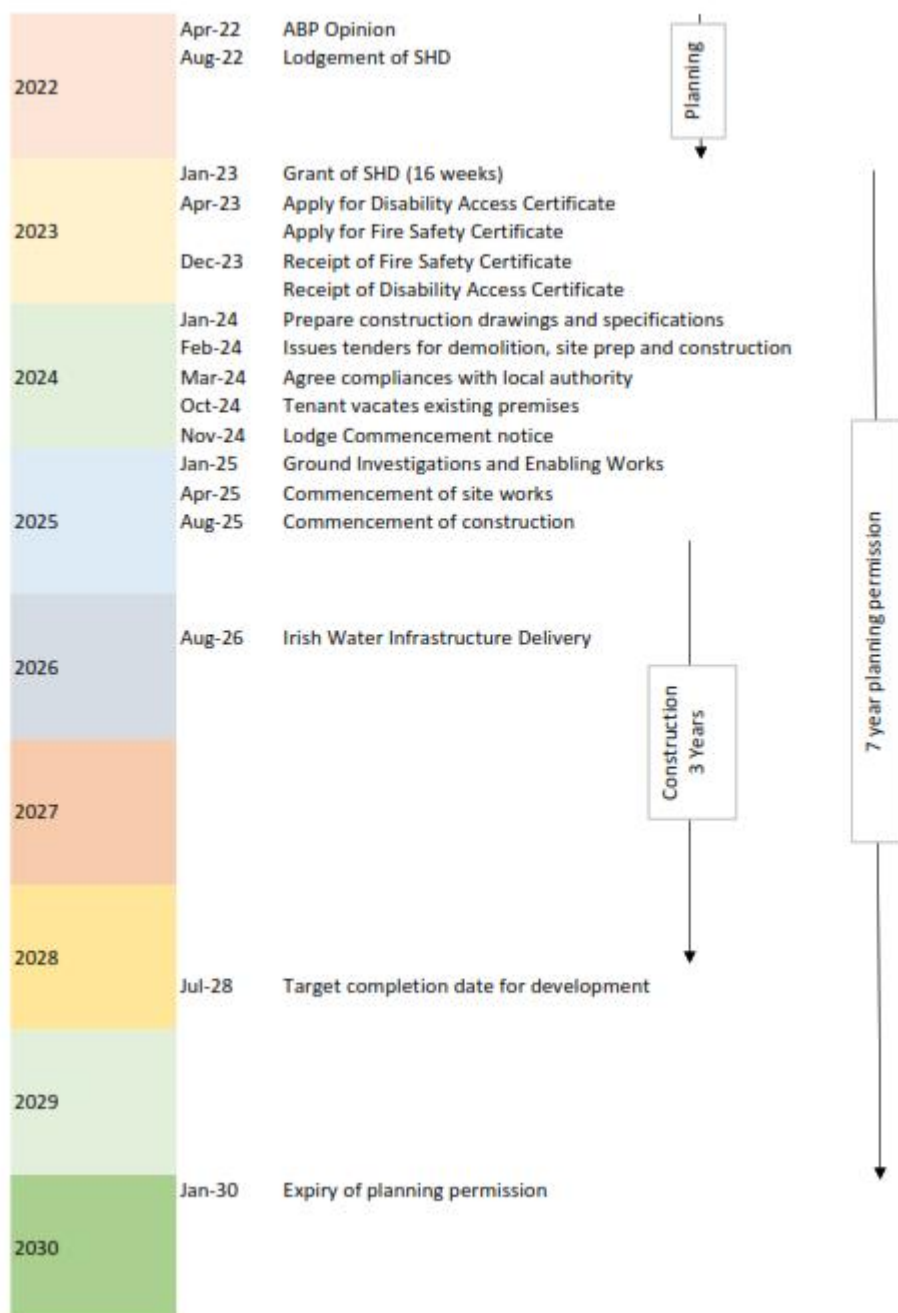 2022
Apr-22 ABP Opinion
Aug-22 Lodgement of SHD
Planning
2023
Jan-23 Grant of SHD (16 weeks)
Apr-23 Apply for Disability Access Certificate
Apply for Fire Safety Certificate
Dec-23 Receipt of Fire Safety Certificate
Receipt of Disability Access Certificate
2024
Jan-24 Prepare construction drawings and specifications
Feb-24 Issues tenders for demolition, site prep and construction
Mar-24 Agree compliances with local authority
Oct-24 Tenant vacates existing premises
Nov-24 Lodge Commencement notice
2025
Jan-25 Ground Investigations and Enabling Works
Apr-25 Commencement of site works
Aug-25 Commencement of construction
2026
Aug-26 Irish Water Infrastructure Delivery
Construction
3 Years
7 year planning permission
2027
2028
Jul-28 Target completion date for development
2029
2030
Jan-30 Expiry of planning permission